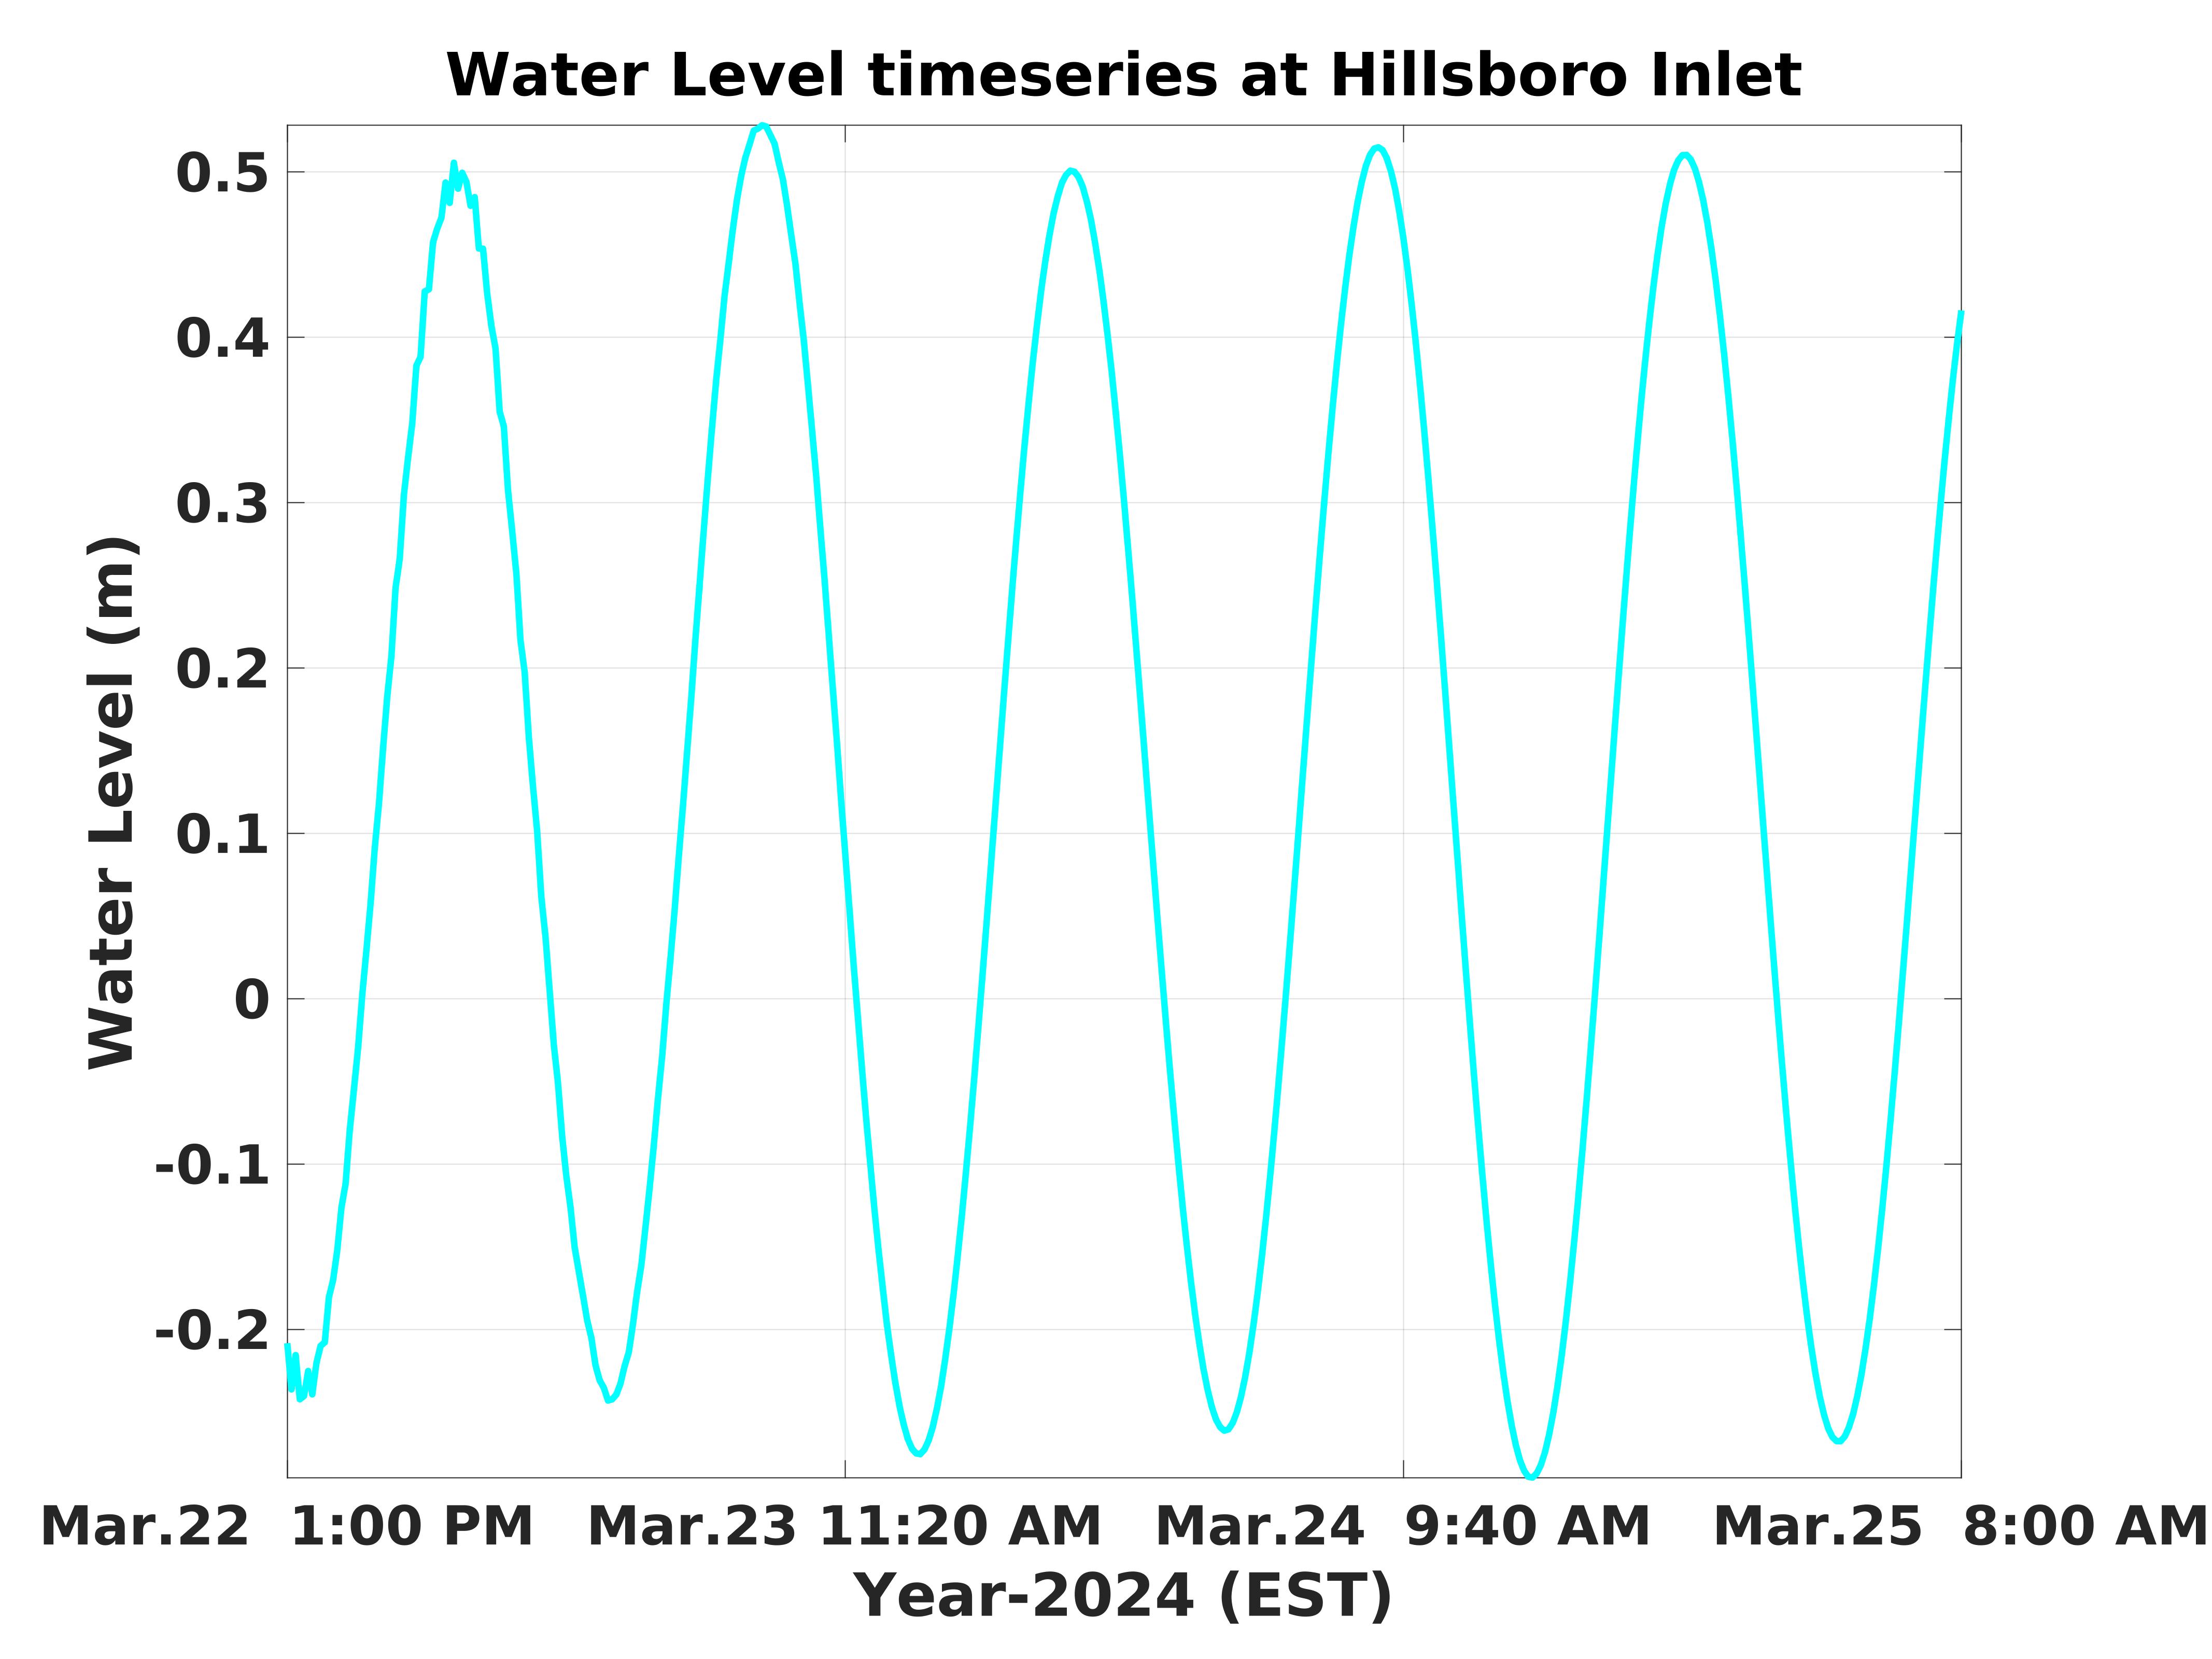 Water Level timeseries at Hillsboro Inlet
0.5
0.4
0.3
0.2
0.1
0
-0.1
-0.2
Water Level (m)
Mar.22 1:00 PM Mar.23 11:20 AM Mar.24 9:40 AM Mar.25 8:00 AM
Year-2024 (EST)